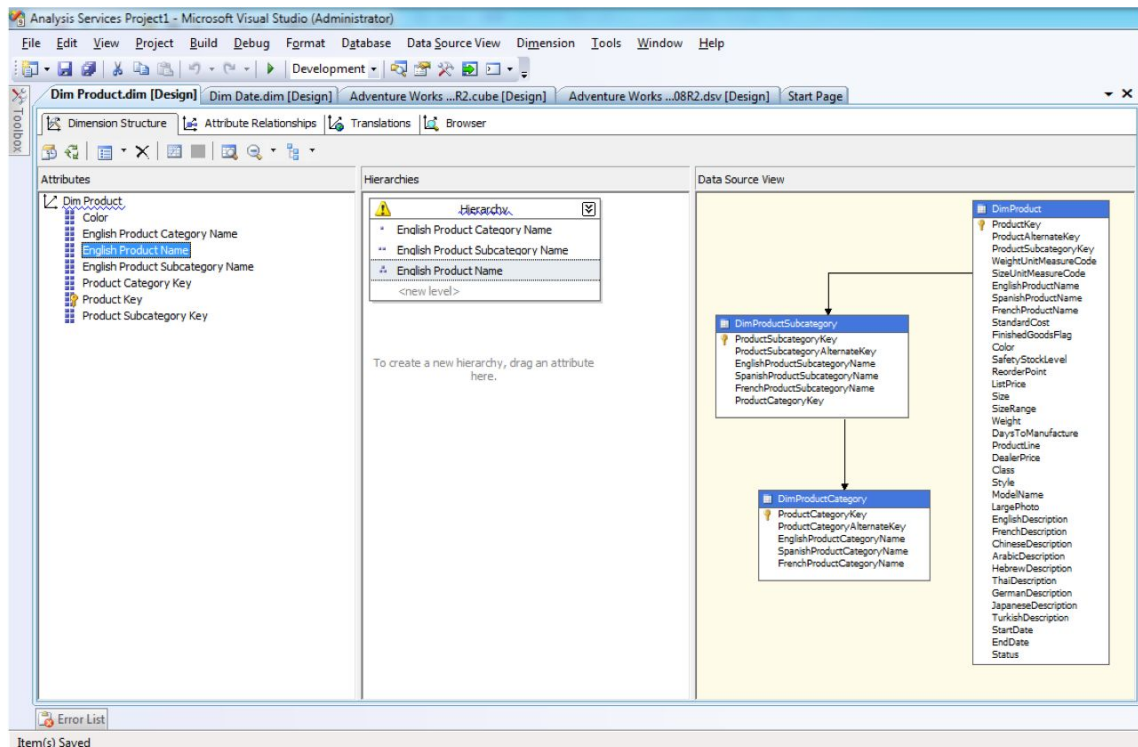 Analysis Services Project1 - Microsoft Visual Studio (Administrator)
File Edit View Project Build Debug Format Database Data Source View Dimension Tools Window Help
Development
Toolbox
Dim Product.dim [Design] Dim Date.dim [Design] Adventure Works ...R2.cube [Design] Adventure Works ...08R2.dsv [Design] Start Page
Dimension Structure Attribute Relationships Translations Browser
Attributes
Dim Product
Color
English Product Category Name
English Product Name
English Product Subcategory Name
Product Category Key
Product Key
Product Subcategory Key
Hierarchies
Hierarchy
English Product Category Name
English Product Subcategory Name
English Product Name
<new level>
To create a new hierarchy, drag an attribute
here.
Data Source View
DimProductSubcategory
ProductSubcategoryKey
ProductSubcategoryAlternateKey
EnglishProductSubcategoryName
SpanishProductSubcategoryName
FrenchProductSubcategoryName
ProductCategoryKey
DimProductCategory
ProductCategoryKey
ProductCategoryAlternateKey
EnglishProductCategoryName
SpanishProductCategoryName
FrenchProductCategoryName
DimProduct
ProductKey
ProductAlternateKey
ProductSubcategoryKey
WeightUnitMeasureCode
SizeUnitMeasureCode
EnglishProductName
SpanishProductName
FrenchProductName
StandardCost
FinishedGoodsFlag
Color
SafetyStockLevel
ReorderPoint
ListPrice
Size
SizeRange
Weight
DaysToManufacture
ProductLine
DealerPrice
Class
Style
ModelName
LargePhoto
EnglishDescription
FrenchDescription
ChineseDescription
ArabicDescription
HebrewDescription
ThaiDescription
GermanDescription
JapaneseDescription
TurkishDescription
StartDate
EndDate
Status
Error List
Item(s) Saved